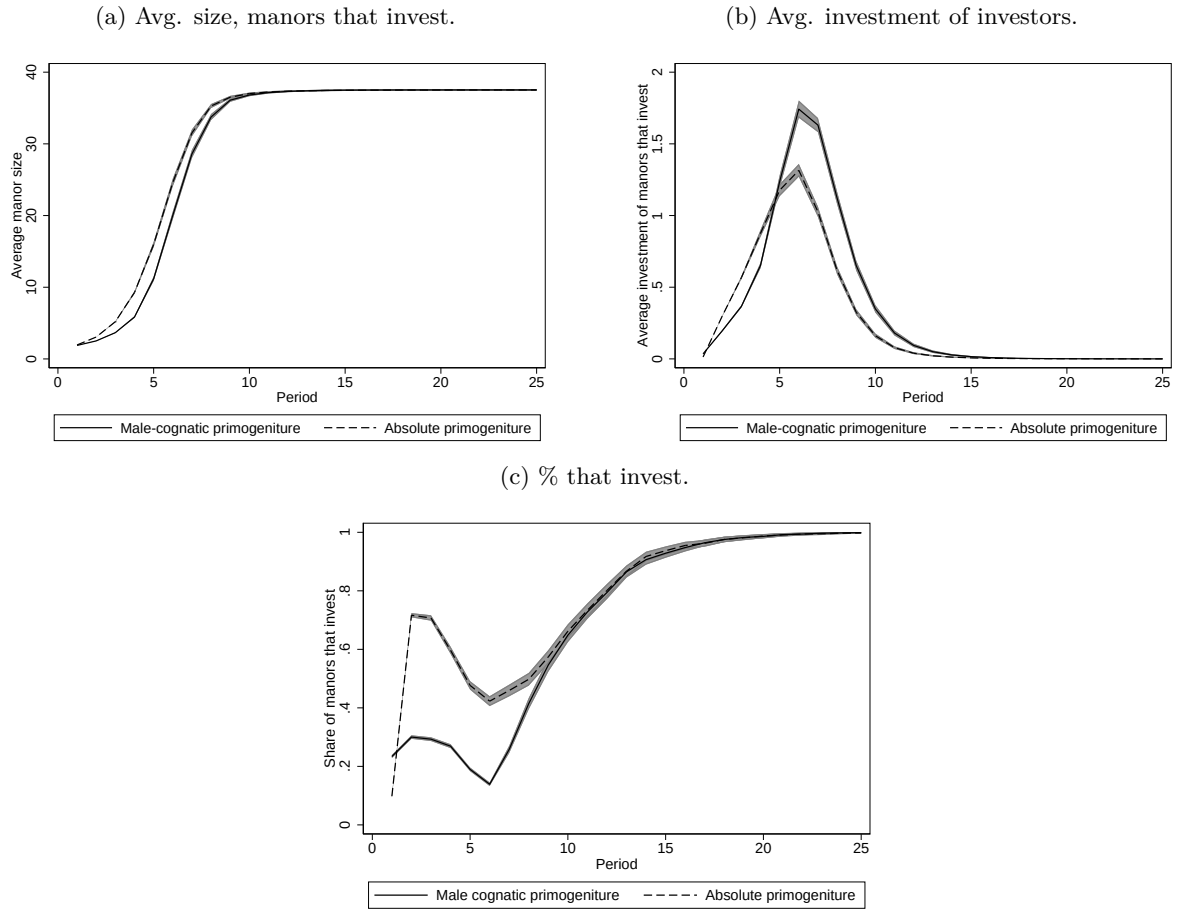 (a) Avg. size, manors that invest.
Average manor size
0 10 20 30 40
0 5 10 15 20 25
Period
Male-cognatic primogeniture Absolute primogeniture
(b) Avg. investment of investors.
Average investment of manors that invest
0 .5 1 1.5 2
0 5 10 15 20 25
Period
Male-cognatic primogeniture Absolute primogeniture
(c) % that invest.
Share of manors that invest
0 .2 .4 .6 .8 1
0 5 10 15 20 25
Period
Male cognatic primogeniture Absolute primogeniture